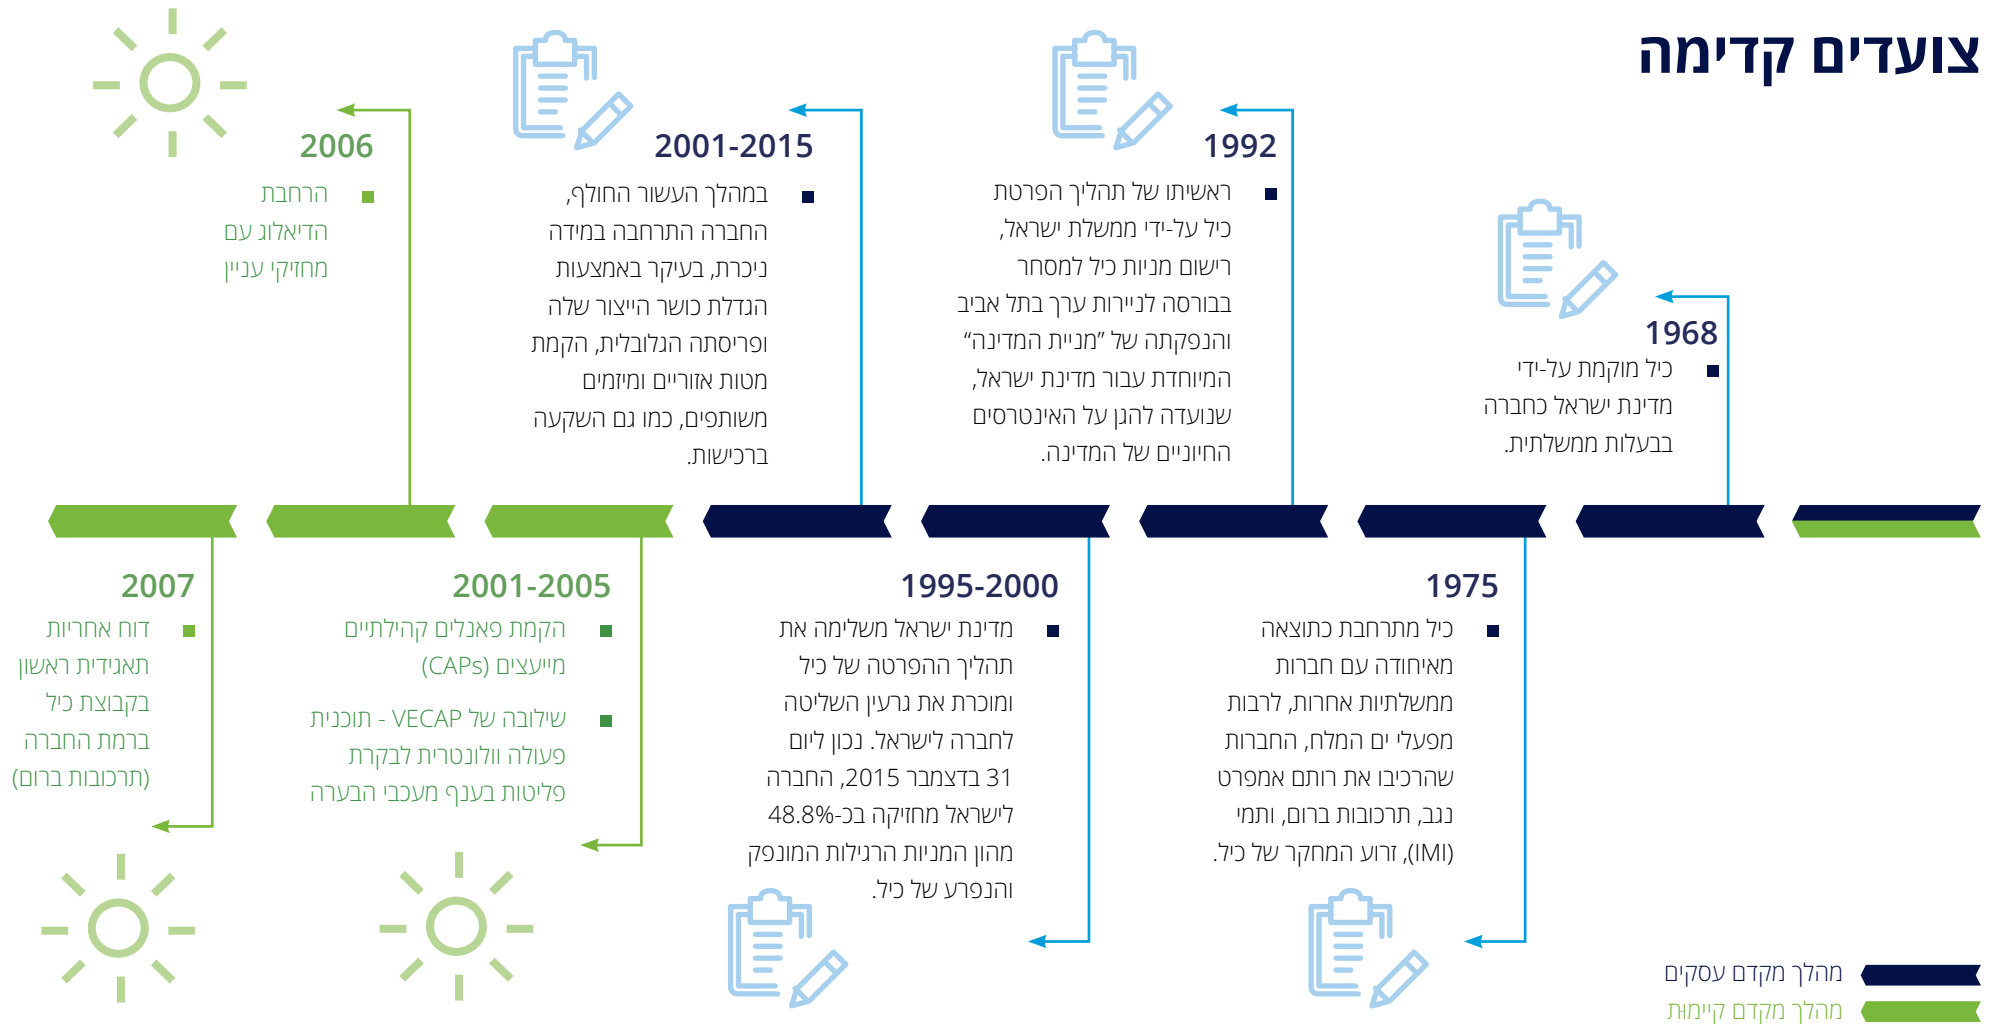 צועדים קדימה
1968
כיל מוקמת על-ידי
מדינת ישראל כחברה
בבעלות ממשלתית.
1975
כיל מתרחבת כתוצאה
מאיחודה עם חברות
ממשלתיות אחרות, לרבות
מפעלי ים המלח, החברות
שהרכיבו את רותם אמפרט
נגב, תרכובות ברום, ותמי
(IMI), זרוע המחקר של כיל.
1992
ראשיתו של תהליך הפרטת
כיל על-ידי ממשלת ישראל,
רישום מניות כיל למסחר
בבורסה לניירות ערך בתל אביב
והנפקתה של "מניית המדינה"
המיוחדת עבור מדינת ישראל,
שנועדה להגן על האינטרסים
החיוניים של המדינה.
1995-2000
מדינת ישראל משלימה את
תהליך ההפרטה של כיל
ומוכרת את גרעין השליטה
לחברה לישראל. נכון ליום
31 בדצמבר 2015, החברה
לישראל מחזיקה בכ-48.8%
מהון המניות הרגילות המונפק
והנפרע של כיל.
2001-2015
במהלך העשור החולף,
החברה התרחבה במידה
ניכרת, בעיקר באמצעות
הגדלת כושר הייצור שלה
ופריסתה הגלובלית, הקמת
מטות אזוריים ומיזמים
משותפים, כמו גם השקעה
ברכישות.
2001-2005
הקמת פאנלים קהילתיים
מייעצים (CAPs)
שילובה של VECAP - תוכנית
פעולה וולונטרית לבקרת
פליטות בענף מעכבי הבערה
2006
הרחבת
הדיאלוג עם
מחזיקי עניין
2007
דוח אחריות
תאגידית ראשון
בקבוצת כיל
ברמת החברה
(תרכובות ברום)
מהלך מקדם עסקים
מהלך מקדם קיימות